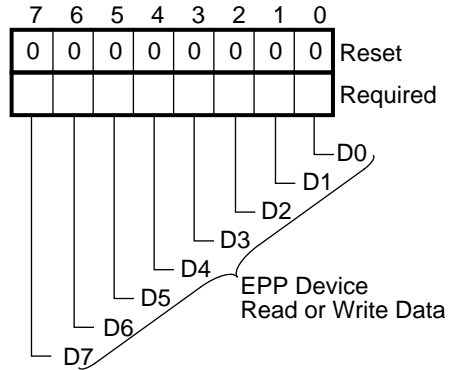 7 6 5 4 3 2 1 0
0 0 0 0 0 0 0 0 Reset
Required
D0
D1
D2
D3
D4
D5
D6
D7
EPP Device
Read or Write Data